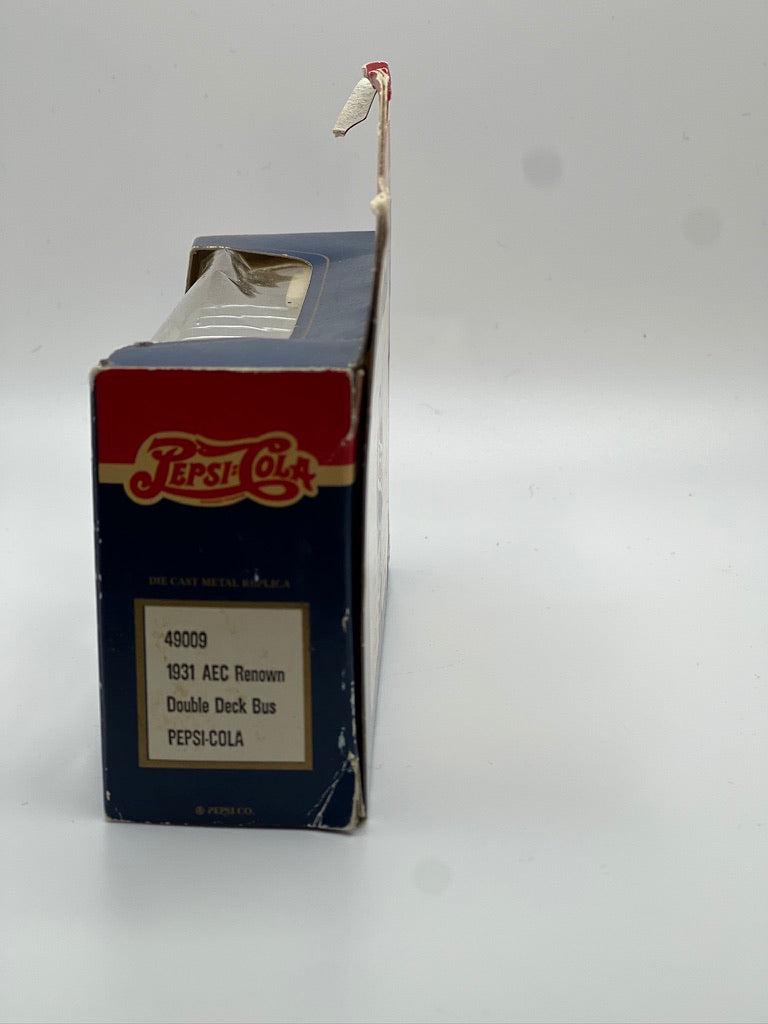 PEPSI=COLA
DIE CAST METAL REPLICA
49009
1931 AEC Renown
Double Deck Bus
PEPSI-COLA
PEPSI CO.